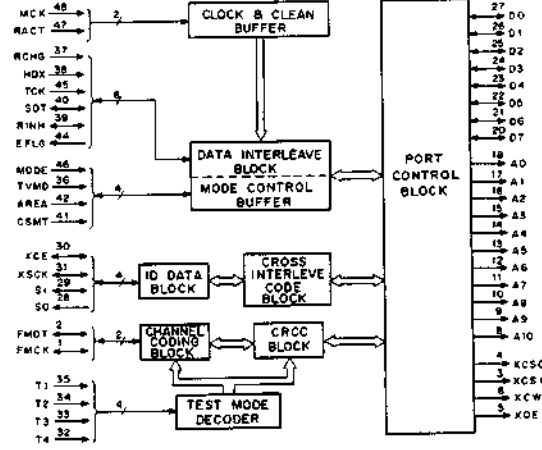 MCK 48
RACT 47
2
CLOCK & CLEAN
BUFFER
RCHG 37
HDX 38
TCK 45
SOT 40
RINH 39
EFLG 44
6
DATA INTERLEAVE
BLOCK
MODE CONTROL
BUFFER
MODE 46
TVMD 36
AREA 42
CSMT 41
4
XCE 30
XSCK 31
SI 29
SO 28
4
ID DATA
BLOCK
CROSS
INTERLEVE
CODE BLOCK
FMDT 2
FMCK 1
2
CHANNEL
CODING
BLOCK
CRCC
BLOCK
T1 35
T2 34
T3 33
T4 32
4
TEST MODE
DECODER
PORT
CONTROL
BLOCK
27 D0
26 D1
25 D2
24 D3
23 D4
22 D5
21 D6
20 D7
A0
17 A1
16 A2
15 A3
14 A4
13 A5
12 A6
11 A7
10 A8
9 A9
8 A10
4
3
6 XCW
5 XOE